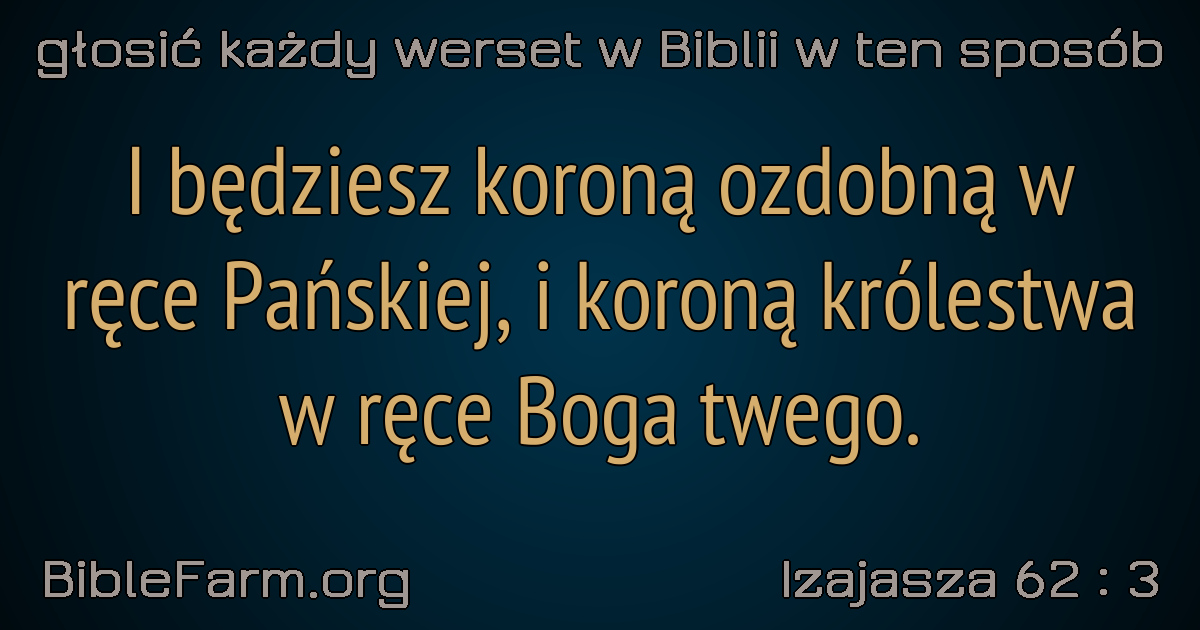 głosić każdy werset w Biblii w ten sposób
I będziesz koroną ozdobną w
ręce Pańskiej, i koroną królestwa
w ręce Boga twego.
BibleFarm.org
Izajasza 62 : 3